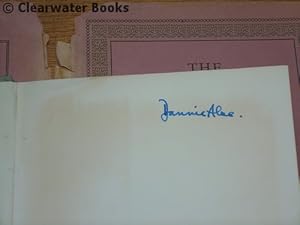 © Clearwater Books
THE
Dannie Abse.